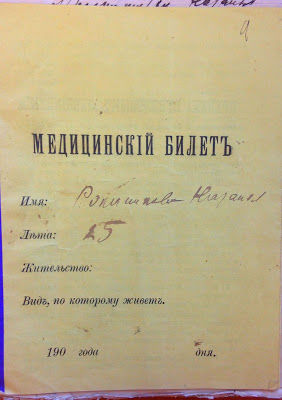 МЕДИЦИНСКІЙ БИЛЕТЪ
Имя:
Лѣта: 25
Жительство:
Видъ, по которому живетъ.
190 года дня.